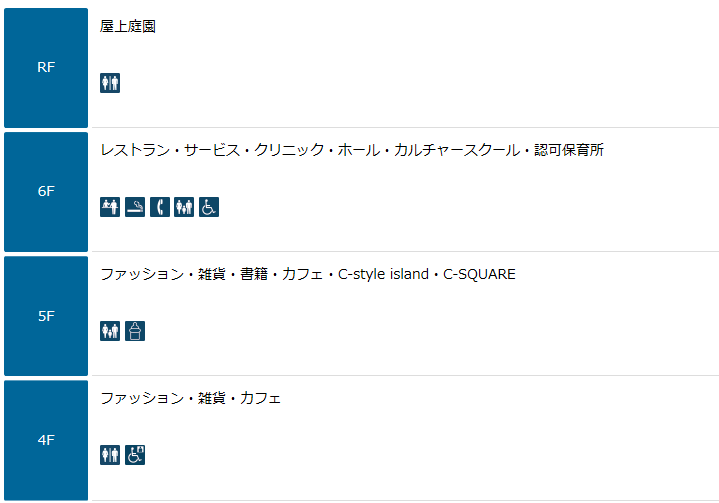 屋上庭園
RF
レストラン・サービス・クリニック・ホール・カルチャースクール・認可保育所
6F
ファッション・雑貨・書籍・カフェ・C-style island・C-SQUARE
5F
ファッション・雑貨・カフェ
4F